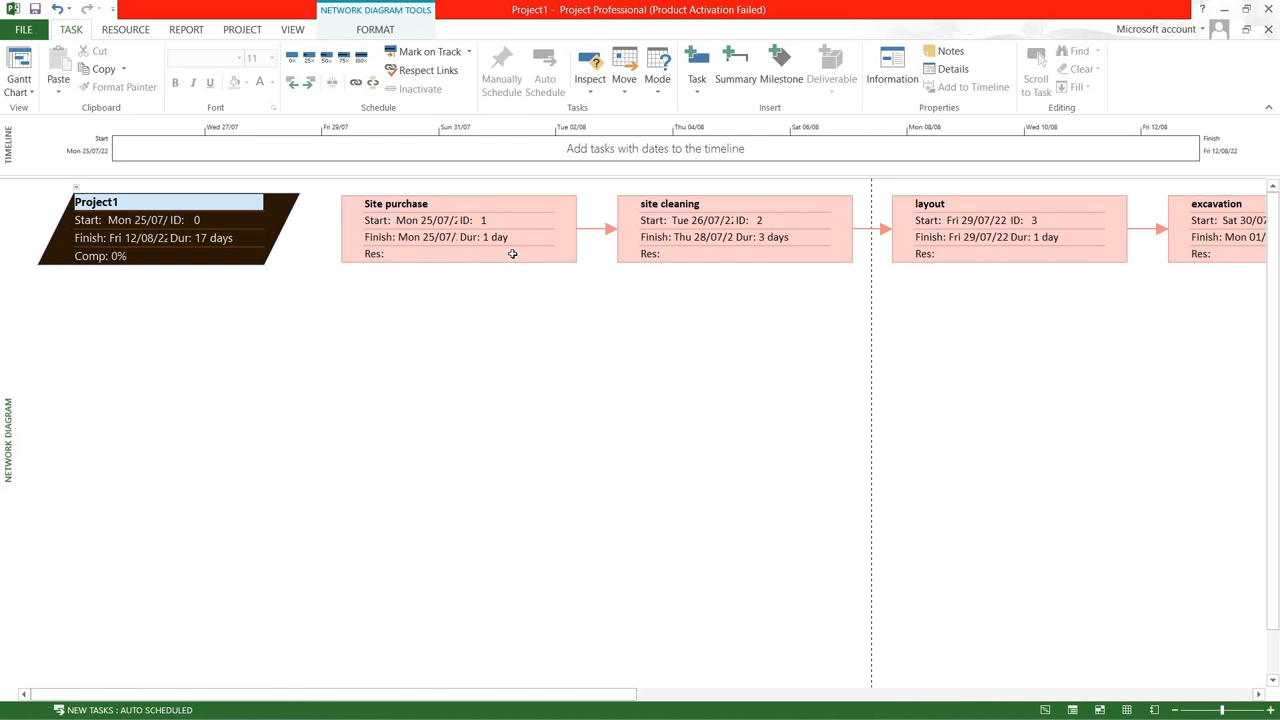 NETWORK DIAGRAM TOOLS
Project1 - Project Professional (Product Activation Failed)
FILE TASK RESOURCE REPORT PROJECT VIEW FORMAT Microsoft account
Gantt Chart
View
Paste
Cut
Copy
Format Painter
Clipboard
11
B I U A
Font
0% 25% 50% 75% 100%
Mark on Track
Respect Links
Inactivate
Schedule
Manually Schedule
Auto Schedule
Inspect
Move
Mode
Tasks
Task
Summary
Milestone
Deliverable
Insert
Information
Notes
Details
Add to Timeline
Properties
Scroll to Task
Find
Clear
Fill
Editing
TIMELINE
Wed 27/07 Fri 29/07 Sun 31/07 Tue 02/08 Thu 04/08 Sat 06/08 Mon 08/08 Wed 10/08 Fri 12/08
Start
Mon 25/07/22
Add tasks with dates to the timeline
Finish
Fri 12/08/22
NETWORK DIAGRAM
Project1
Start: Mon 25/07/ ID: 0
Finish: Fri 12/08/22 Dur: 17 days
Comp: 0%
Site purchase
Start: Mon 25/07/2 ID: 1
Finish: Mon 25/07/ Dur: 1 day
Res:
site cleaning
Start: Tue 26/07/22 ID: 2
Finish: Thu 28/07/2 Dur: 3 days
Res:
layout
Start: Fri 29/07/22 ID: 3
Finish: Fri 29/07/22 Dur: 1 day
Res:
excavation
Start: Sat 30/07
Finish: Mon 01/
Res:
NEW TASKS : AUTO SCHEDULED